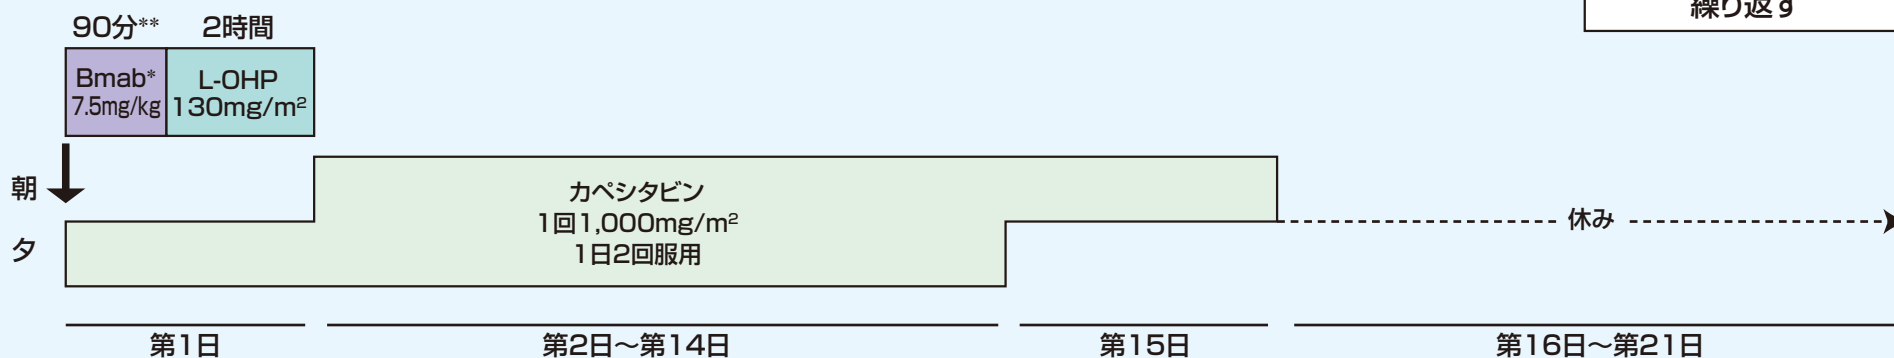 繰り返す
90分**
2時間
Bmab*
7.5mg/kg
L-OHP
130mg/m²
朝
夕
カペシタビン
1回1,000mg/m²
1日2回服用
休み
第1日
第2日〜第14日
第15日
第16日〜第21日